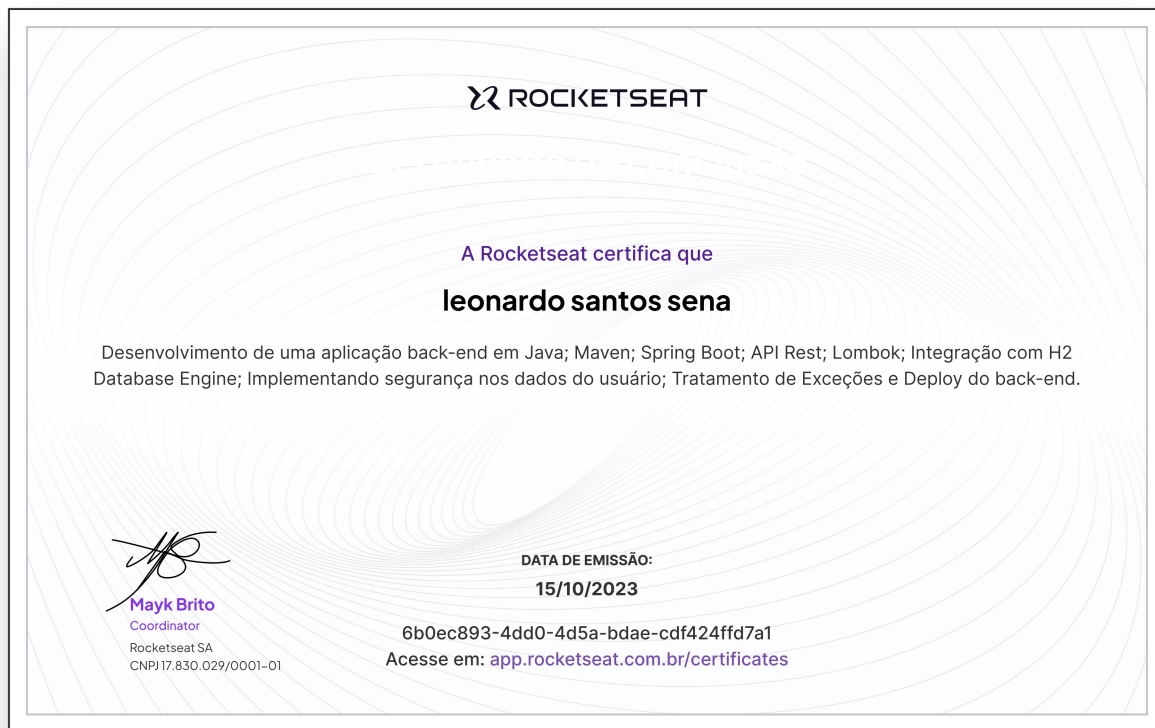 ROCKETSEAT
Certificado de conclusão
A Rocketseat certifica que
leonardo santos sena
Desenvolvimento de uma aplicação back-end em Java; Maven; Spring Boot; API Rest; Lombok; Integração com H2
Database Engine; Implementando segurança nos dados do usuário; Tratamento de Exceções e Deploy do back-end.
Mayk Brito
Coordinator
Rocketseat SA
CNPJ 17.830.029/0001-01
DATA DE EMISSÃO:
15/10/2023
6b0ec893-4dd0-4d5a-bdae-cdf424ffd7a1
Acesse em: app.rocketseat.com.br/certificates